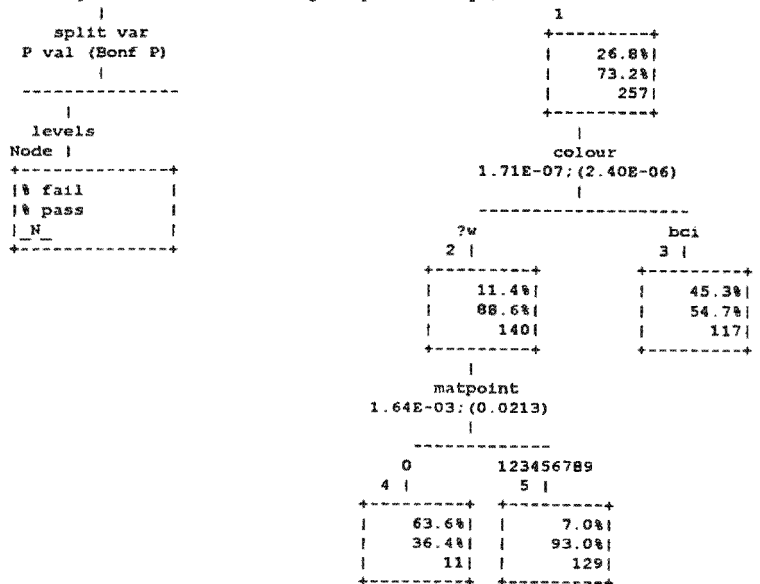 split var
P val (Bonf P)
levels
Node
% fail
% pass
_N_
1
26.8%
73.2%
257
colour
1.71E-07;(2.40E-06)
?w bci
2 3
11.4% 45.3%
88.6% 54.7%
140 117
matpoint
1.64E-03;(0.0213)
0 123456789
4 5
63.6% 7.0%
36.4% 93.0%
11 129